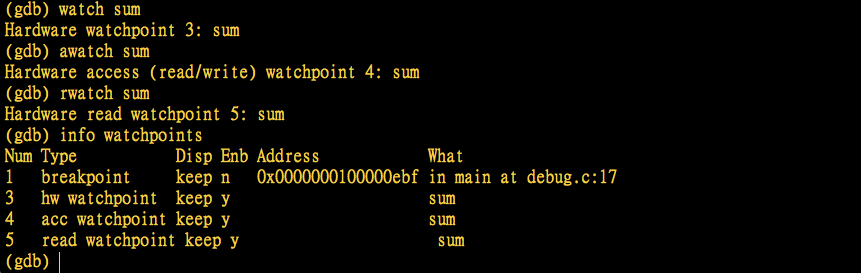 (gdb) watch sum
Hardware watchpoint 3: sum
(gdb) awatch sum
Hardware access (read/write) watchpoint 4: sum
(gdb) rwatch sum
Hardware read watchpoint 5: sum
(gdb) info watchpoints
Num Type Disp Enb Address What
1 breakpoint keep n 0x0000000100000ebf in main at debug.c:17
3 hw watchpoint keep y sum
4 acc watchpoint keep y sum
5 read watchpoint keep y sum
(gdb)